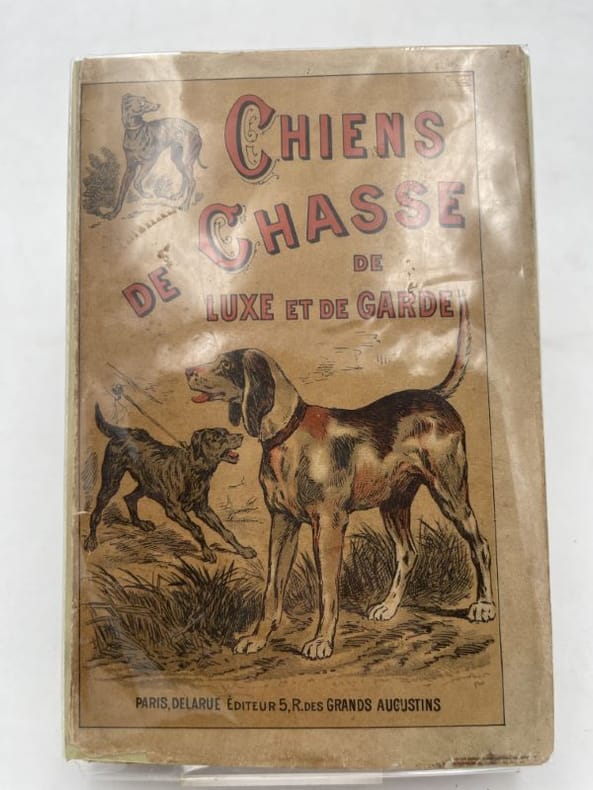 CHIENS
DE CHASSE
DE
LUXE ET DE GARDE
PARIS, DELARUE ÉDITEUR 5, R. DES GRANDS AUGUSTINS